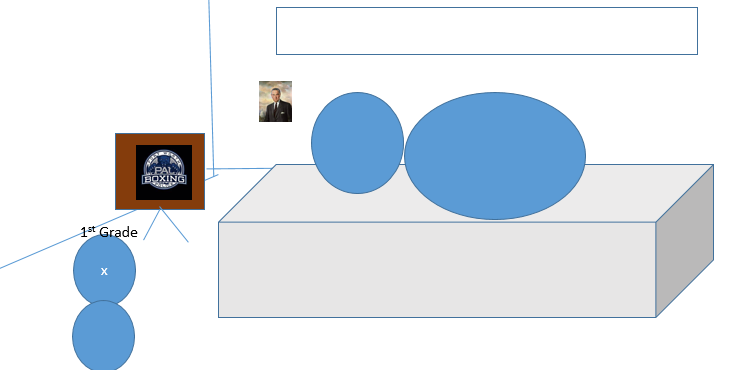 PAL
BOXING
1st Grade
x